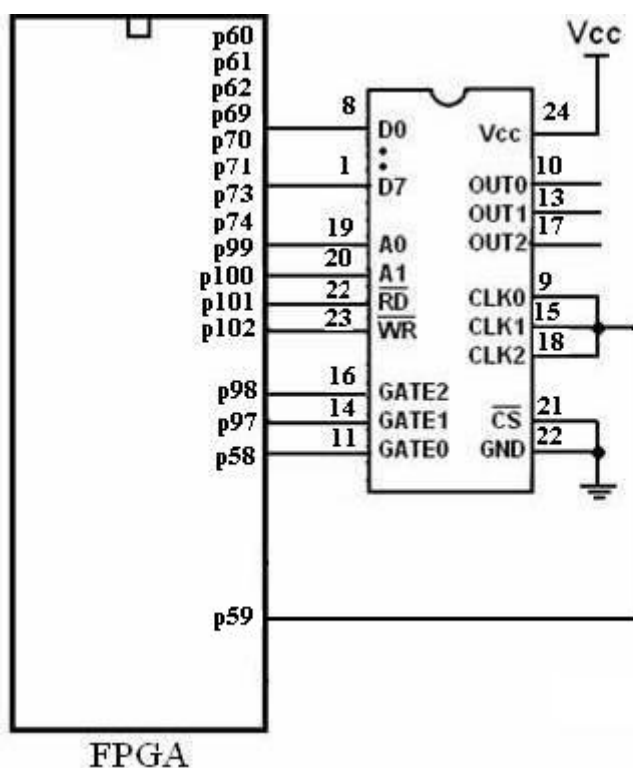 p60
Vcc
p61
p62
p69
8
D0
Vcc
24
p70
p71
1
10
p73
D7
OUT0
13
p74
OUT1
17
p99
19
A0
OUT2
p100
20
A1
9
p101
22
RD
CLK0
15
p102
23
WR
CLK1
18
CLK2
p98
16
GATE2
21
p97
14
GATE1
CS
22
p58
11
GATE0
GND
p59
FPGA